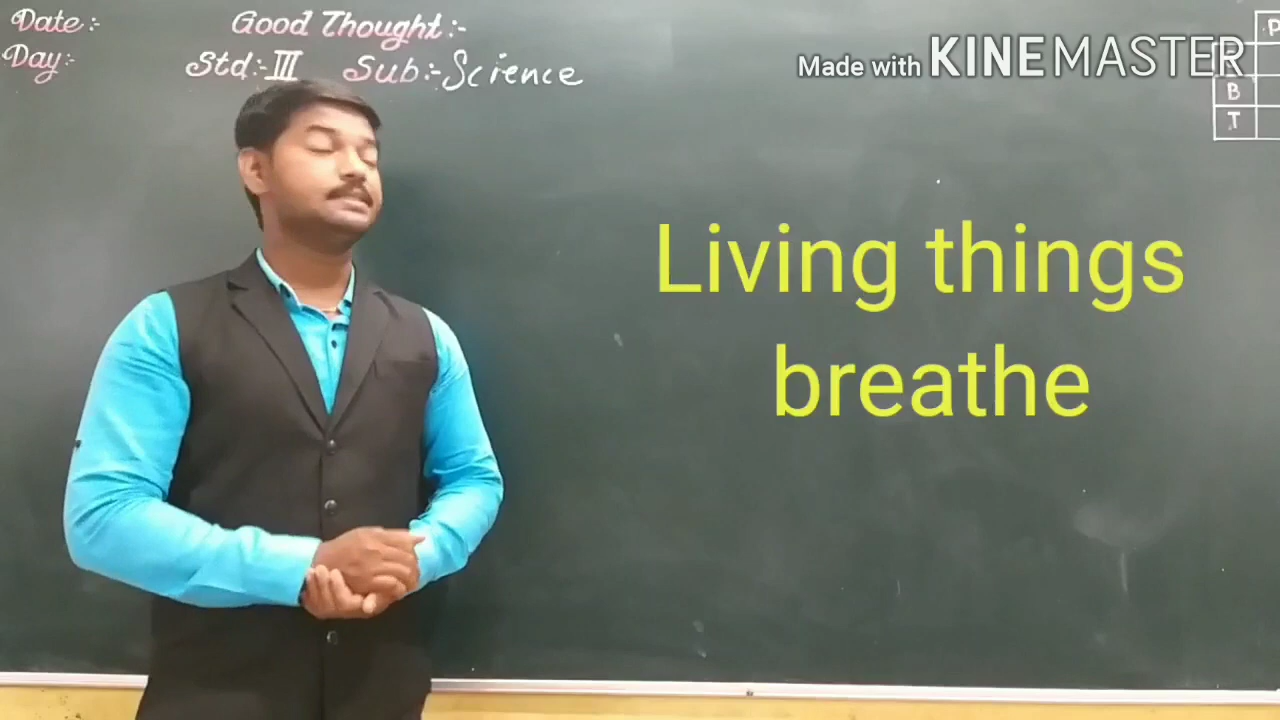 Date:-
Good Thought:-
Day:-
Std:-III Sub:-Science
Made with KINEMASTER
P
B
T
Living things
breathe